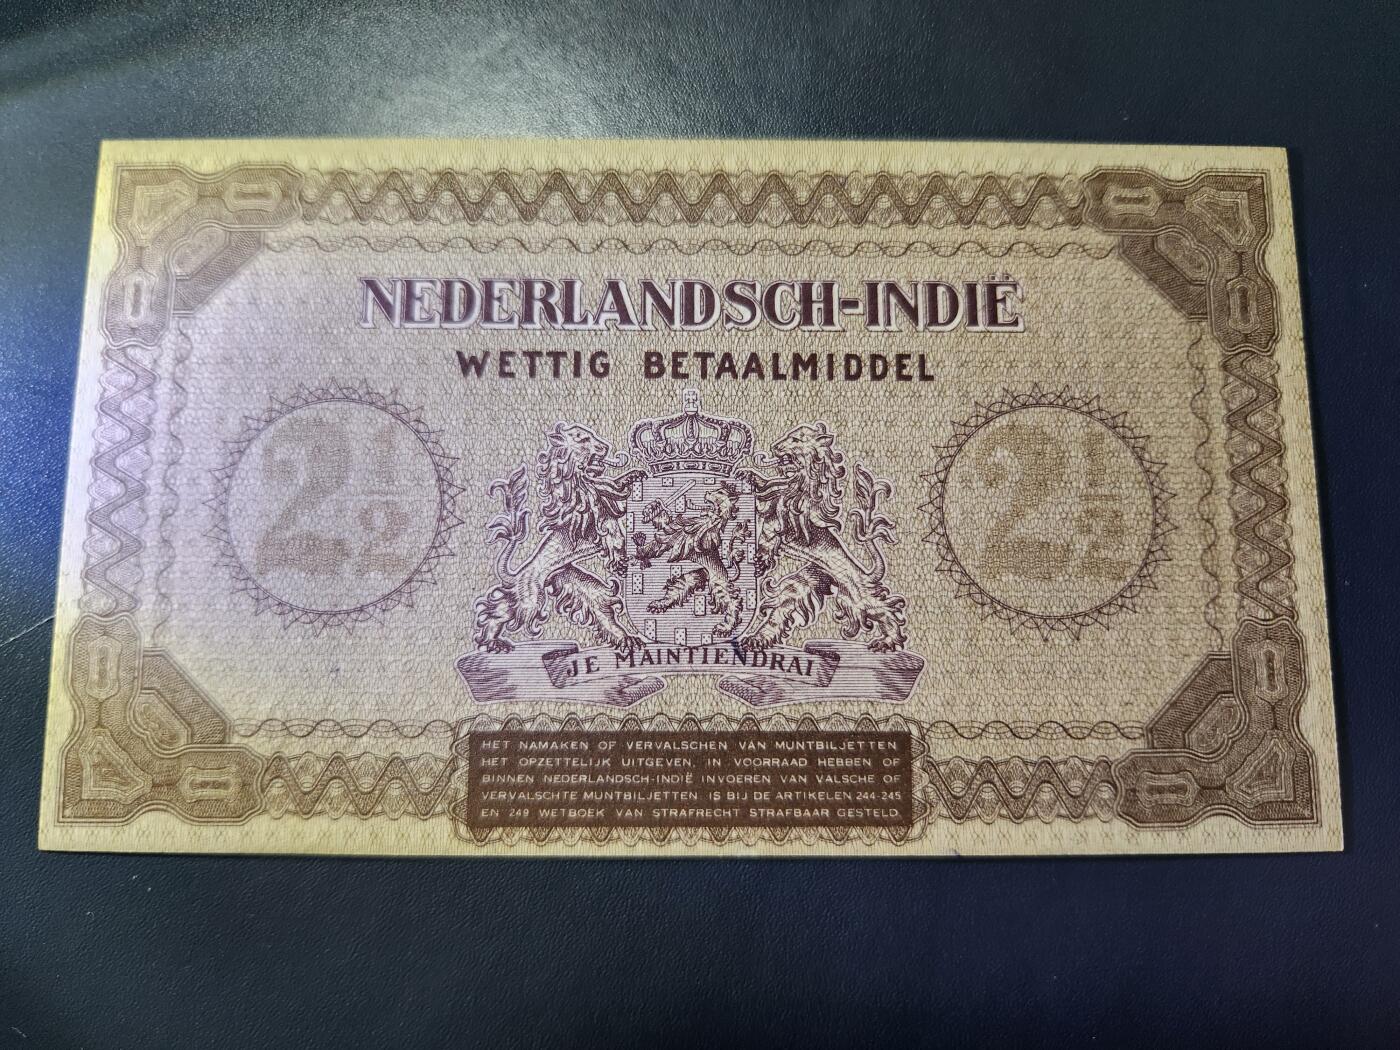 NEDERLANDSCH-INDIË
WETTIG BETAALMIDDEL
2½ 2½
JE MAINTIENDRAI
HET NAMAKEN OF VERVALSCHEN VAN MUNTBILJETTEN
HET OPZETTELIJK UITGEVEN, IN VOORRAAD HEBBEN OF
BINNEN NEDERLANDSCH-INDIË INVOEREN VAN VALSCHE OF
VERVALSCHTE MUNTBILJETTEN IS BIJ DE ARTIKELEN 244-245
EN 249 WETBOEK VAN STRAFRECHT STRAFBAAR GESTELD